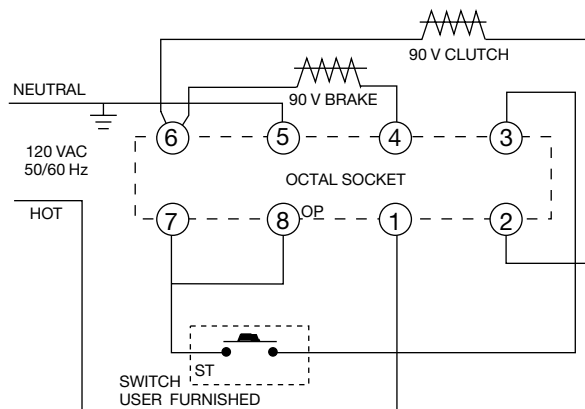 90 V CLUTCH
NEUTRAL
90 V BRAKE
6 5 4 3
120 VAC
50/60 Hz
OCTAL SOCKET
HOT
7 8 OP 1 2
ST
SWITCH
USER FURNISHED